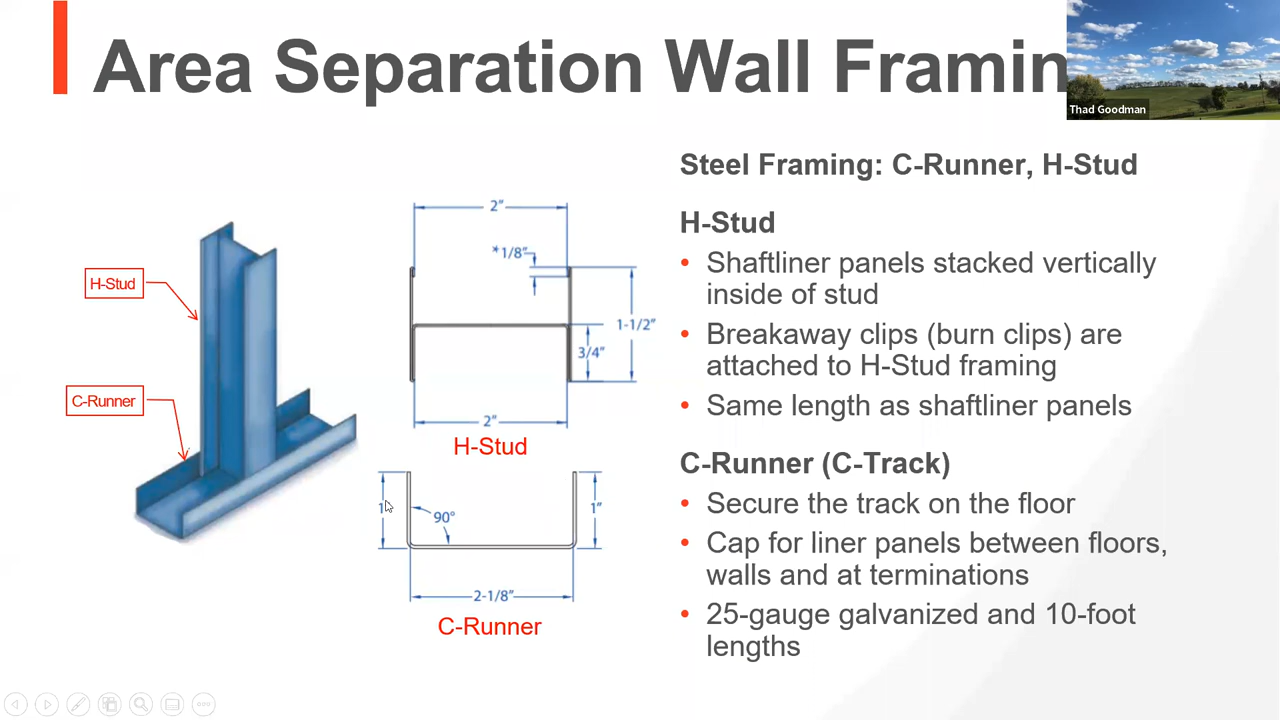 Area Separation Wall Framin
Thad Goodman
Steel Framing: C-Runner, H-Stud
H-Stud
• Shaftliner panels stacked vertically
inside of stud
• Breakaway clips (burn clips) are
attached to H-Stud framing
• Same length as shaftliner panels
C-Runner (C-Track)
• Secure the track on the floor
• Cap for liner panels between floors,
walls and at terminations
• 25-gauge galvanized and 10-foot
lengths
H-Stud
C-Runner
2"
*1/8"
1-1/2"
3/4"
2"
H-Stud
1
90°
1"
2-1/8"
C-Runner